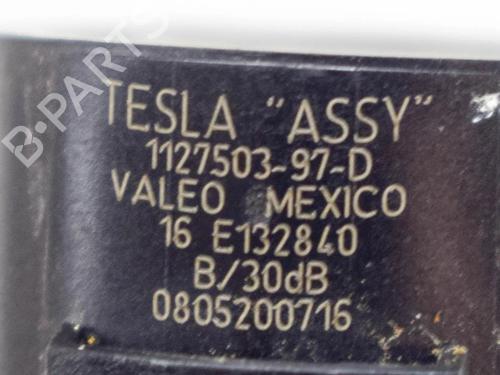 TESLA "ASSY"
1127503-97-D
VALEO MEXICO
16 E132840
B/30dB
0805200716
B-PARTS